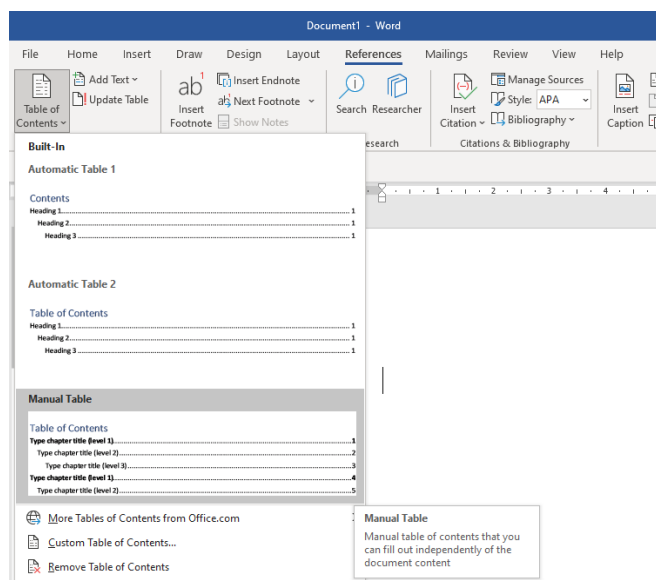 Document1 - Word
File Home Insert Draw Design Layout References Mailings Review View Help
Table of Contents
Add Text
Update Table
ab1 Insert Footnote
Insert Endnote
Next Footnote
Show Notes
Search Researcher
esearch
Insert Citation
Manage Sources
Style: APA
Bibliography
Citations & Bibliography
Insert Caption
1 2 3 4
Built-In
Automatic Table 1
Contents
Heading 1 1
Heading 2 1
Heading 3 1
Automatic Table 2
Table of Contents
Heading 1 1
Heading 2 1
Heading 3 1
Manual Table
Table of Contents
Type chapter title (level 1) 1
Type chapter title (level 2) 2
Type chapter title (level 3) 3
Type chapter title (level 1) 4
Type chapter title (level 2) 5
More Tables of Contents from Office.com
Custom Table of Contents...
Remove Table of Contents
Manual Table
Manual table of contents that you
can fill out independently of the
document content